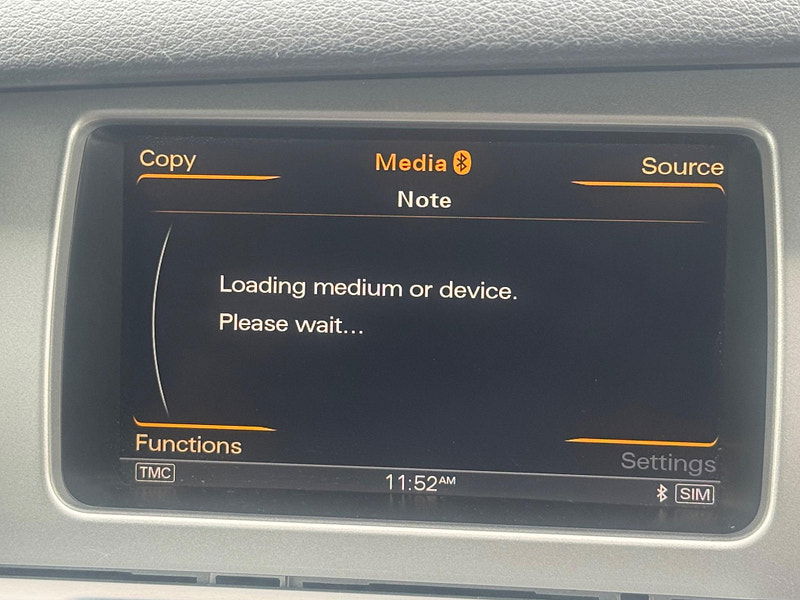 Copy
Media
Source
Note
Loading medium or device.
Please wait...
Functions
Settings
TMC
11:52AM
SIM